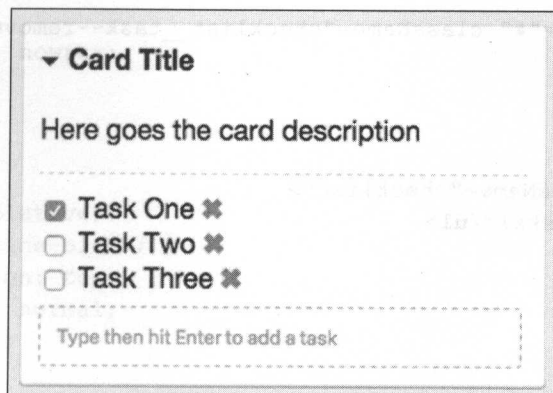 Card Title
Here goes the card description
Task One
Task Two
Task Three
Type then hit Enter to add a task